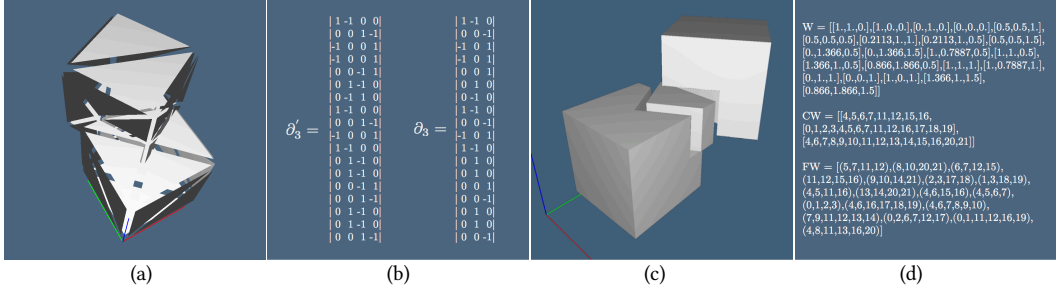 | 1 -1 0 0| | 1 -1 0|
| 0 0 1 -1| | 0 0 -1|
|-1 0 0 1| |-1 0 1|
|-1 0 0 1| |-1 0 1|
| 0 0 -1 1| | 0 0 1|
| 0 1 -1 0| | 0 1 0|
| 0 -1 1 0| | 0 -1 0|
| 1 -1 0 0| | 1 -1 0|
∂₃′ = | 0 0 1 -1| ∂₃ = | 0 0 -1|
|-1 0 0 1| |-1 0 1|
| 1 -1 0 0| | 1 -1 0|
| 0 1 -1 0| | 0 1 0|
| 0 1 -1 0| | 0 1 0|
| 0 0 -1 1| | 0 0 1|
| 0 0 1 -1| | 0 0 -1|
| 0 1 -1 0| | 0 1 0|
| 0 1 -1 0| | 0 1 0|
| 0 0 1 -1| | 0 0 -1|
W = [[1.,1.,0.],[1.,0.,0.],[0.,1.,0.],[0.,0.,0.],[0.5,0.5,1.],
[0.5,0.5,0.5],[0.2113,1.,1.],[0.2113,1.,0.5],[0.5,0.5,1.5],
[0.,1.366,0.5],[0.,1.366,1.5],[1.,0.7887,0.5],[1.,1.,0.5],
[1.366,1.,0.5],[0.866,1.866,0.5],[1.,1.,1.],[1.,0.7887,1.],
[0.,1.,1.],[0.,0.,1.],[1.,0.,1.],[1.366,1.,1.5],
[0.866,1.866,1.5]]
CW = [[4,5,6,7,11,12,15,16,
[0,1,2,3,4,5,6,7,11,12,16,17,18,19],
[4,6,7,8,9,10,11,12,13,14,15,16,20,21]]
FW = [(5,7,11,12),(8,10,20,21),(6,7,12,15),
(11,12,15,16),(9,10,14,21),(2,3,17,18),(1,3,18,19),
(4,5,11,16),(13,14,20,21),(4,6,15,16),(4,5,6,7),
(0,1,2,3),(4,6,16,17,18,19),(4,6,7,8,9,10),
(7,9,11,12,13,14),(0,2,6,7,12,17),(0,1,11,12,16,19),
(4,8,11,13,16,20)]
(a) (b) (c) (d)